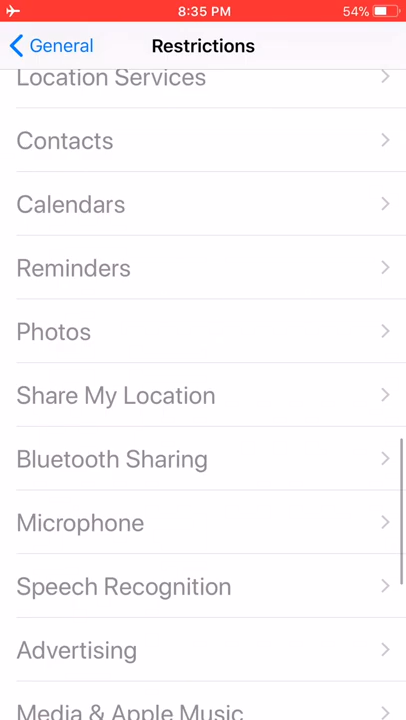 8:35 PM 54%
General Restrictions
Location Services
Contacts
Calendars
Reminders
Photos
Share My Location
Bluetooth Sharing
Microphone
Speech Recognition
Advertising
Media & Apple Music